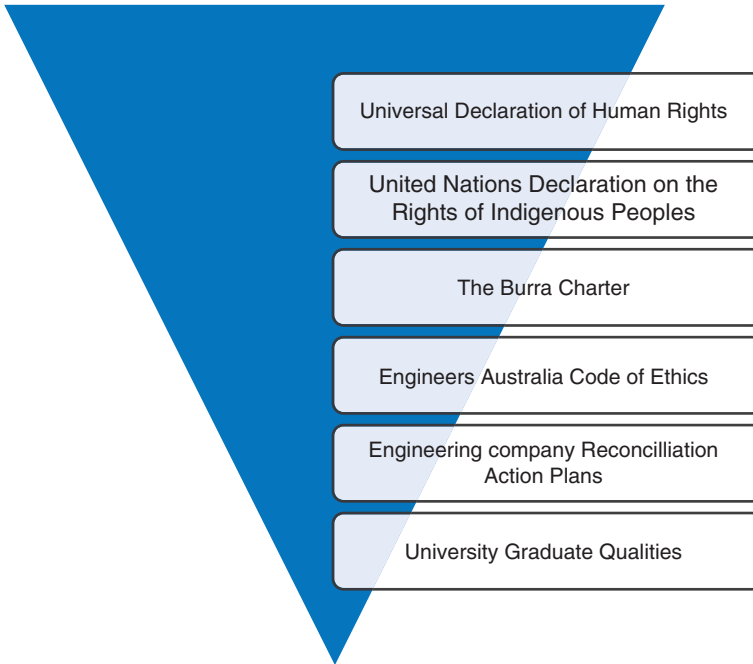 Universal Declaration of Human Rights
United Nations Declaration on the
Rights of Indigenous Peoples
The Burra Charter
Engineers Australia Code of Ethics
Engineering company Reconcilliation
Action Plans
University Graduate Qualities